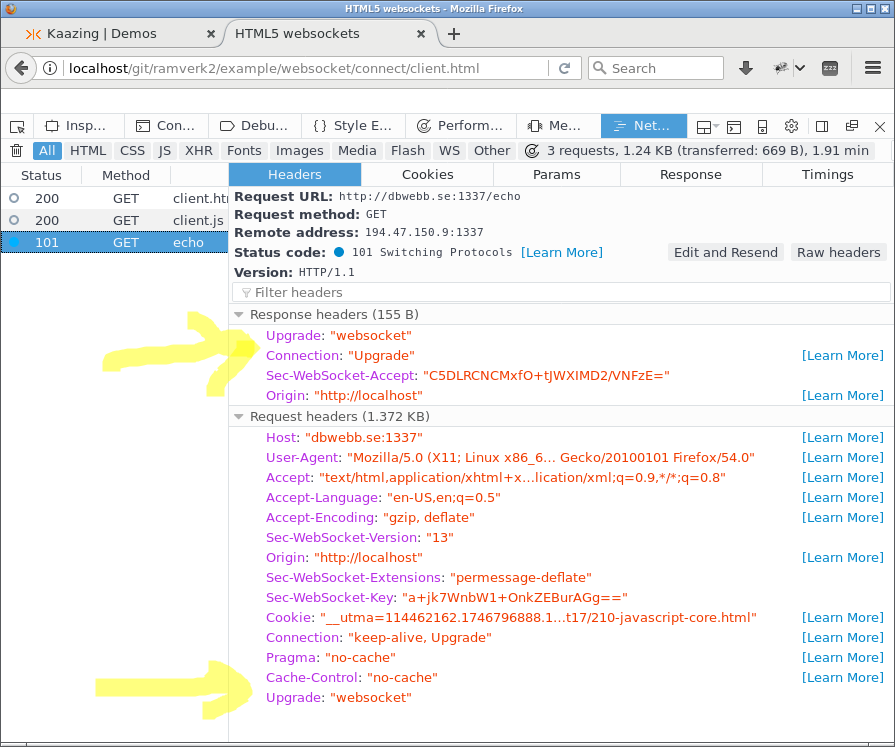 HTML5 websockets - Mozilla Firefox
Kaazing | Demos
HTML5 websockets
localhost/git/ramverk2/example/websocket/connect/client.html
Search
Insp... Con... Debu... Style E... Perform... Me... Net...
All HTML CSS JS XHR Fonts Images Media Flash WS Other 3 requests, 1.24 KB (transferred: 669 B), 1.91 min
Status Method
200 GET client.htm
200 GET client.js
101 GET echo
Headers Cookies Params Response Timings
Request URL: http://dbwebb.se:1337/echo
Request method: GET
Remote address: 194.47.150.9:1337
Status code: 101 Switching Protocols [Learn More] Edit and Resend Raw headers
Version: HTTP/1.1
Filter headers
Response headers (155 B)
Upgrade: "websocket"
Connection: "Upgrade" [Learn More]
Sec-WebSocket-Accept: "C5DLRCNCMxfO+tJWXIMD2/VNFzE="
Origin: "http://localhost" [Learn More]
Request headers (1.372 KB)
Host: "dbwebb.se:1337" [Learn More]
User-Agent: "Mozilla/5.0 (X11; Linux x86_6... Gecko/20100101 Firefox/54.0" [Learn More]
Accept: "text/html,application/xhtml+x...lication/xml;q=0.9,*/*;q=0.8" [Learn More]
Accept-Language: "en-US,en;q=0.5" [Learn More]
Accept-Encoding: "gzip, deflate" [Learn More]
Sec-WebSocket-Version: "13"
Origin: "http://localhost" [Learn More]
Sec-WebSocket-Extensions: "permessage-deflate"
Sec-WebSocket-Key: "a+jk7WnbW1+OnkZEBurAGg=="
Cookie: "__utma=114462162.1746796888.1...t17/210-javascript-core.html" [Learn More]
Connection: "keep-alive, Upgrade" [Learn More]
Pragma: "no-cache" [Learn More]
Cache-Control: "no-cache" [Learn More]
Upgrade: "websocket"